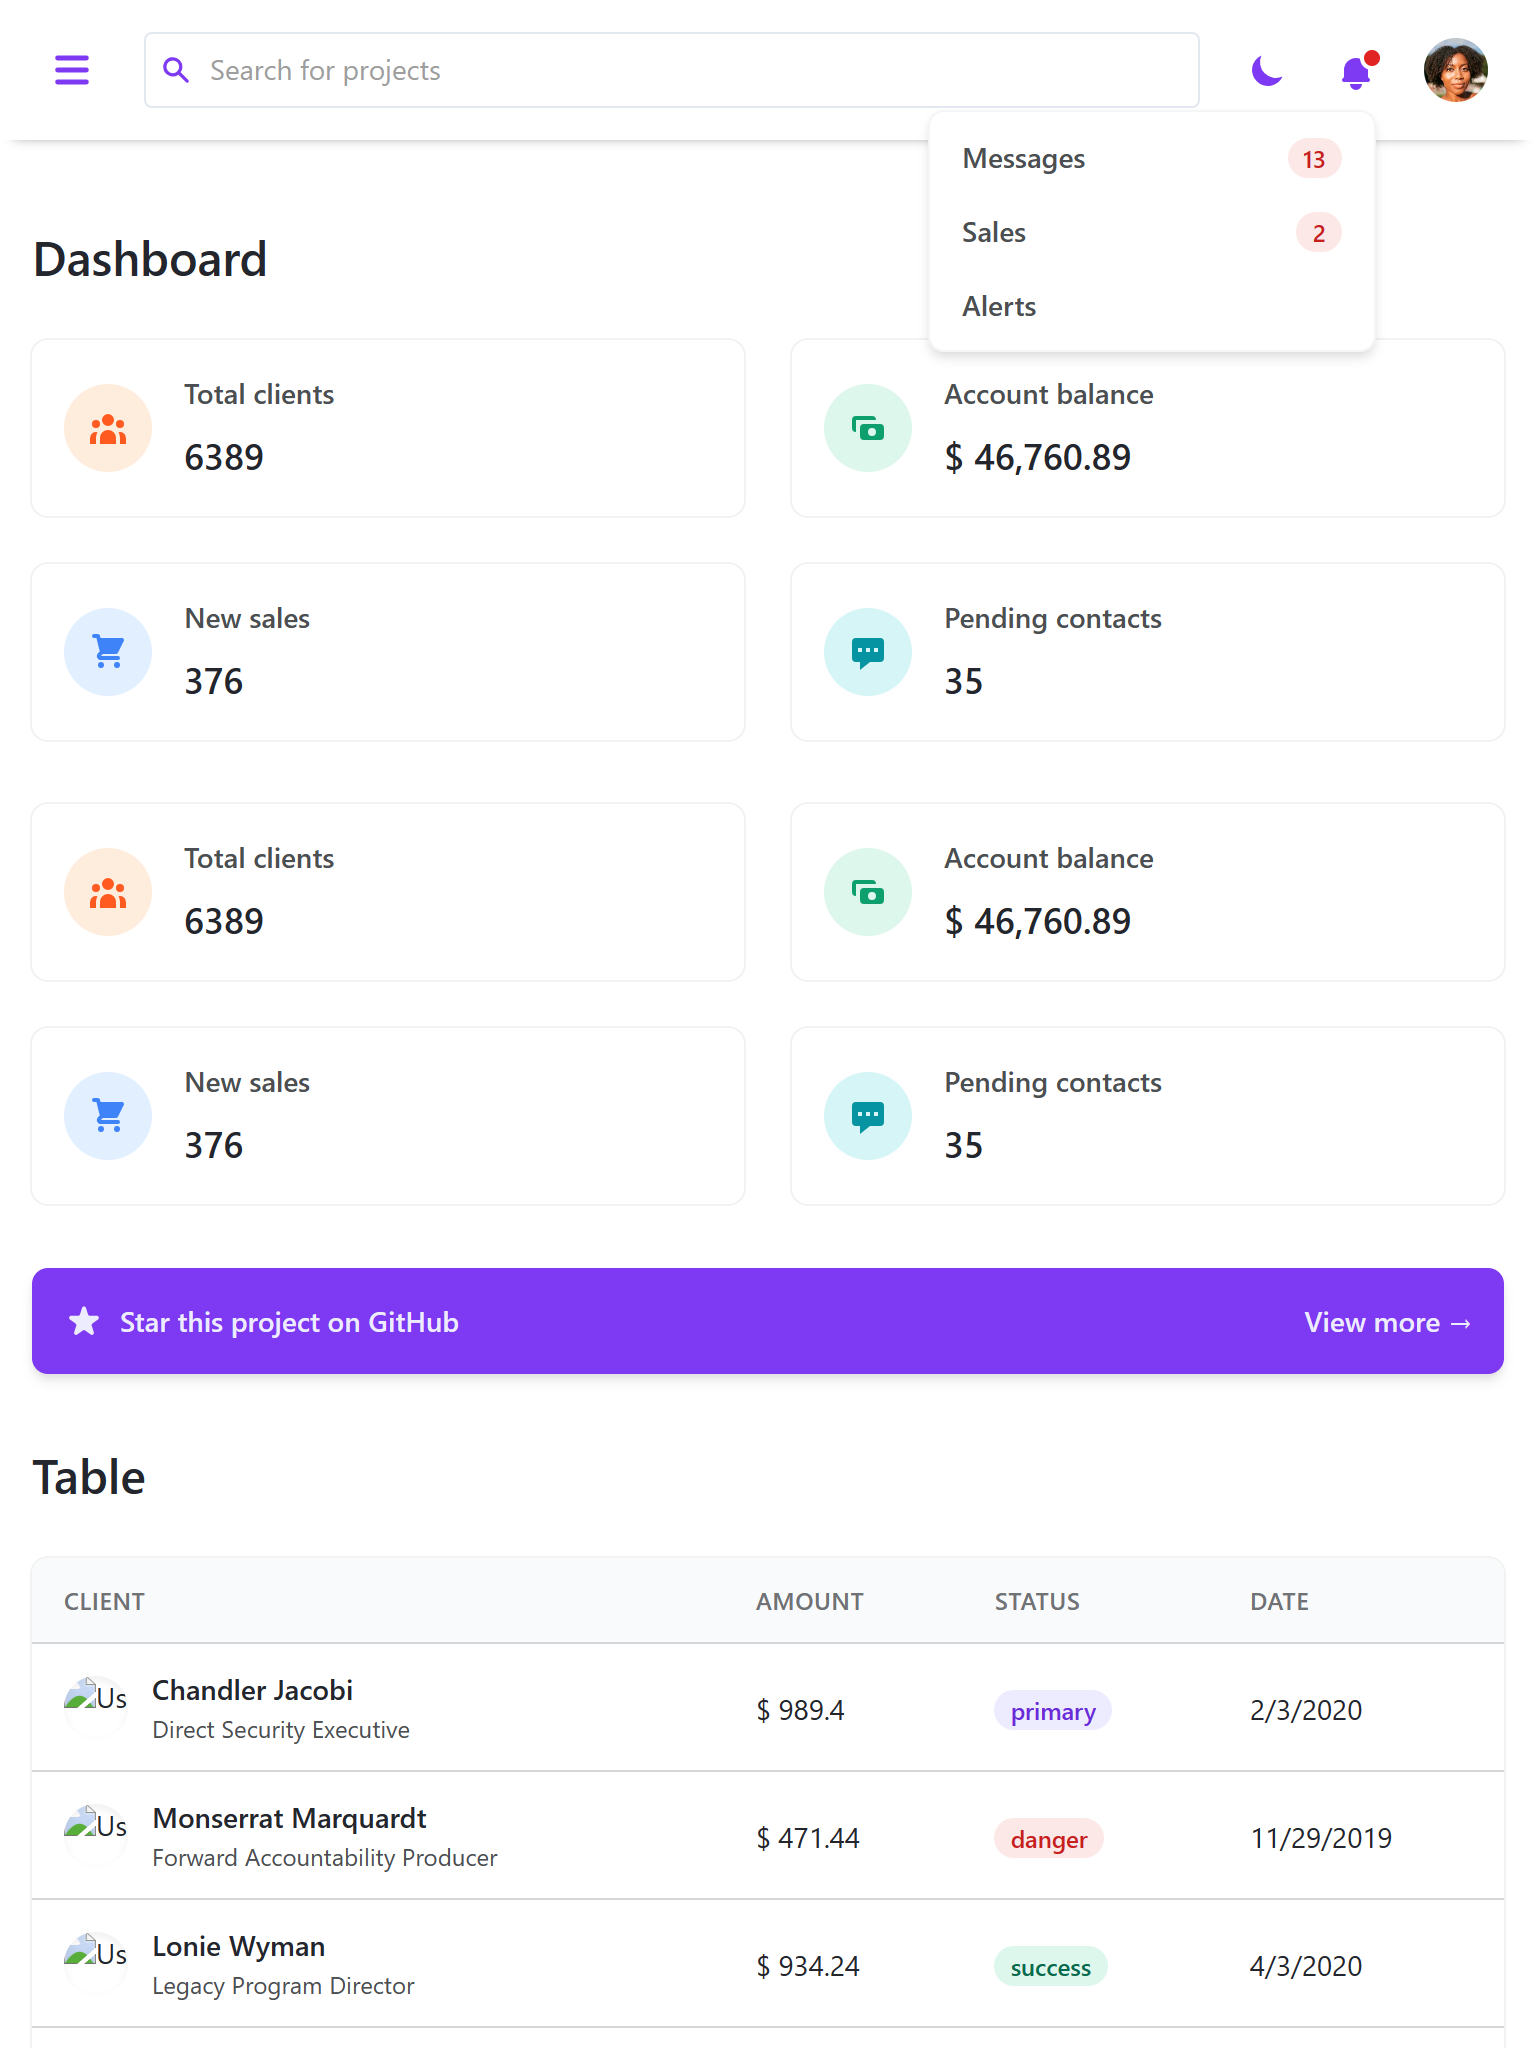 Search for projects
Messages 13
Sales 2
Alerts
Dashboard
Total clients
6389
Account balance
$ 46,760.89
New sales
376
Pending contacts
35
Total clients
6389
Account balance
$ 46,760.89
New sales
376
Pending contacts
35
Star this project on GitHub View more →
Table
CLIENT AMOUNT STATUS DATE
Us Chandler Jacobi
Direct Security Executive
$ 989.4 primary 2/3/2020
Us Monserrat Marquardt
Forward Accountability Producer
$ 471.44 danger 11/29/2019
Us Lonie Wyman
Legacy Program Director
$ 934.24 success 4/3/2020